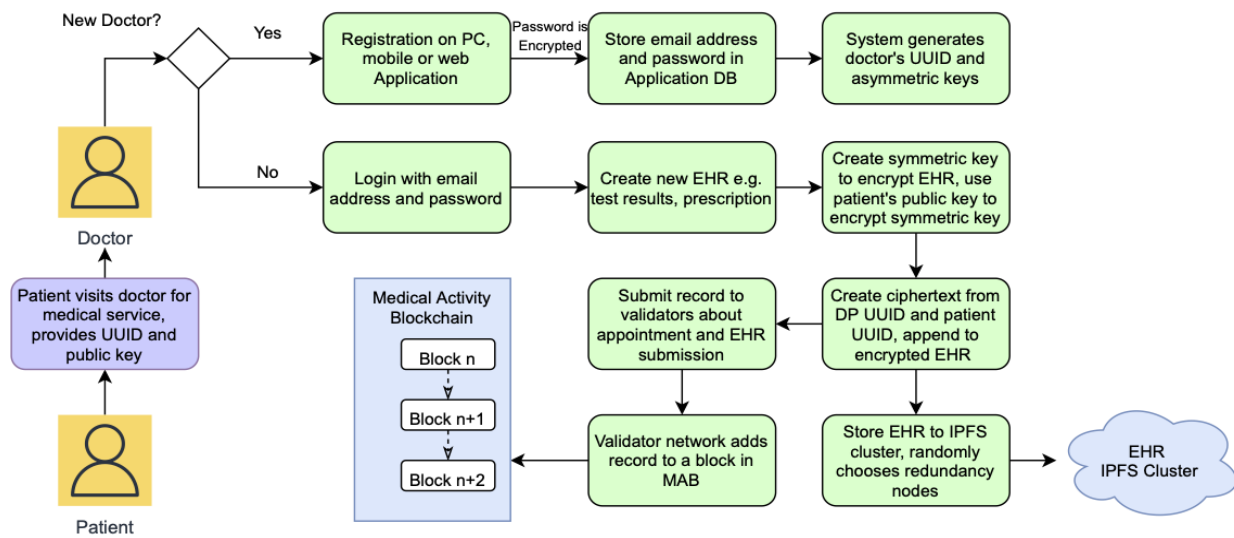 New Doctor?
Yes
Registration on PC,
mobile or web
Application
Password is
Encrypted
Store email address
and password in
Application DB
System generates
doctor's UUID and
asymmetric keys
No
Login with email
address and password
Create new EHR e.g.
test results, prescription
Create symmetric key
to encrypt EHR, use
patient's public key to
encrypt symmetric key
Doctor
Patient visits doctor for
medical service,
provides UUID and
public key
Medical Activity
Blockchain
Block n
Block n+1
Block n+2
Submit record to
validators about
appointment and EHR
submission
Create ciphertext from
DP UUID and patient
UUID, append to
encrypted EHR
Validator network adds
record to a block in
MAB
Store EHR to IPFS
cluster, randomly
chooses redundancy
nodes
EHR
IPFS Cluster
Patient